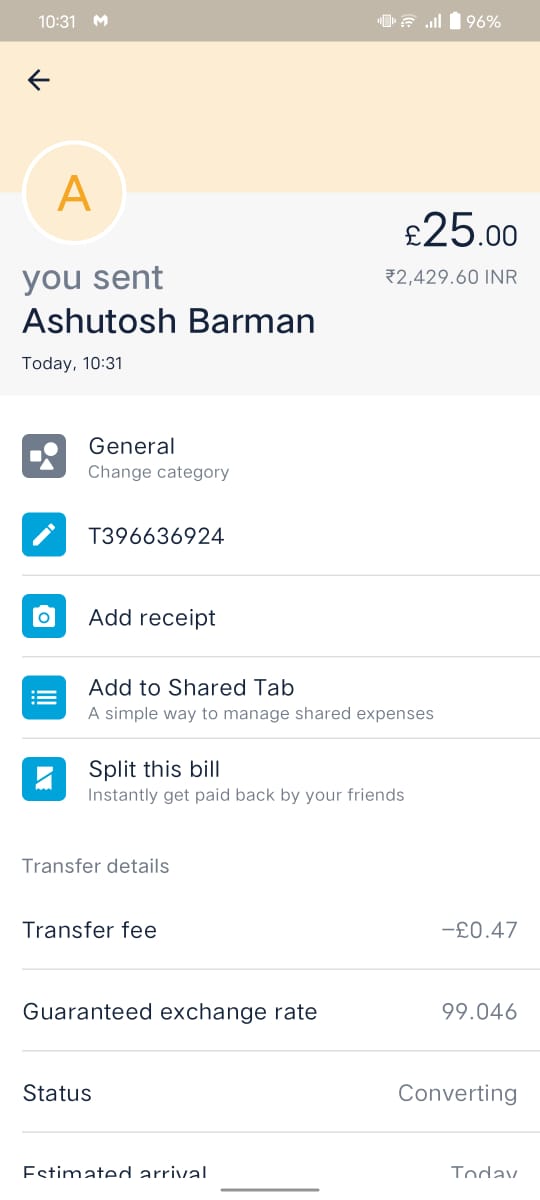 10:31 96%
A
£25.00
₹2,429.60 INR
you sent
Ashutosh Barman
Today, 10:31
General
Change category
T396636924
Add receipt
Add to Shared Tab
A simple way to manage shared expenses
Split this bill
Instantly get paid back by your friends
Transfer details
Transfer fee –£0.47
Guaranteed exchange rate 99.046
Status Converting
Estimated arrival Today